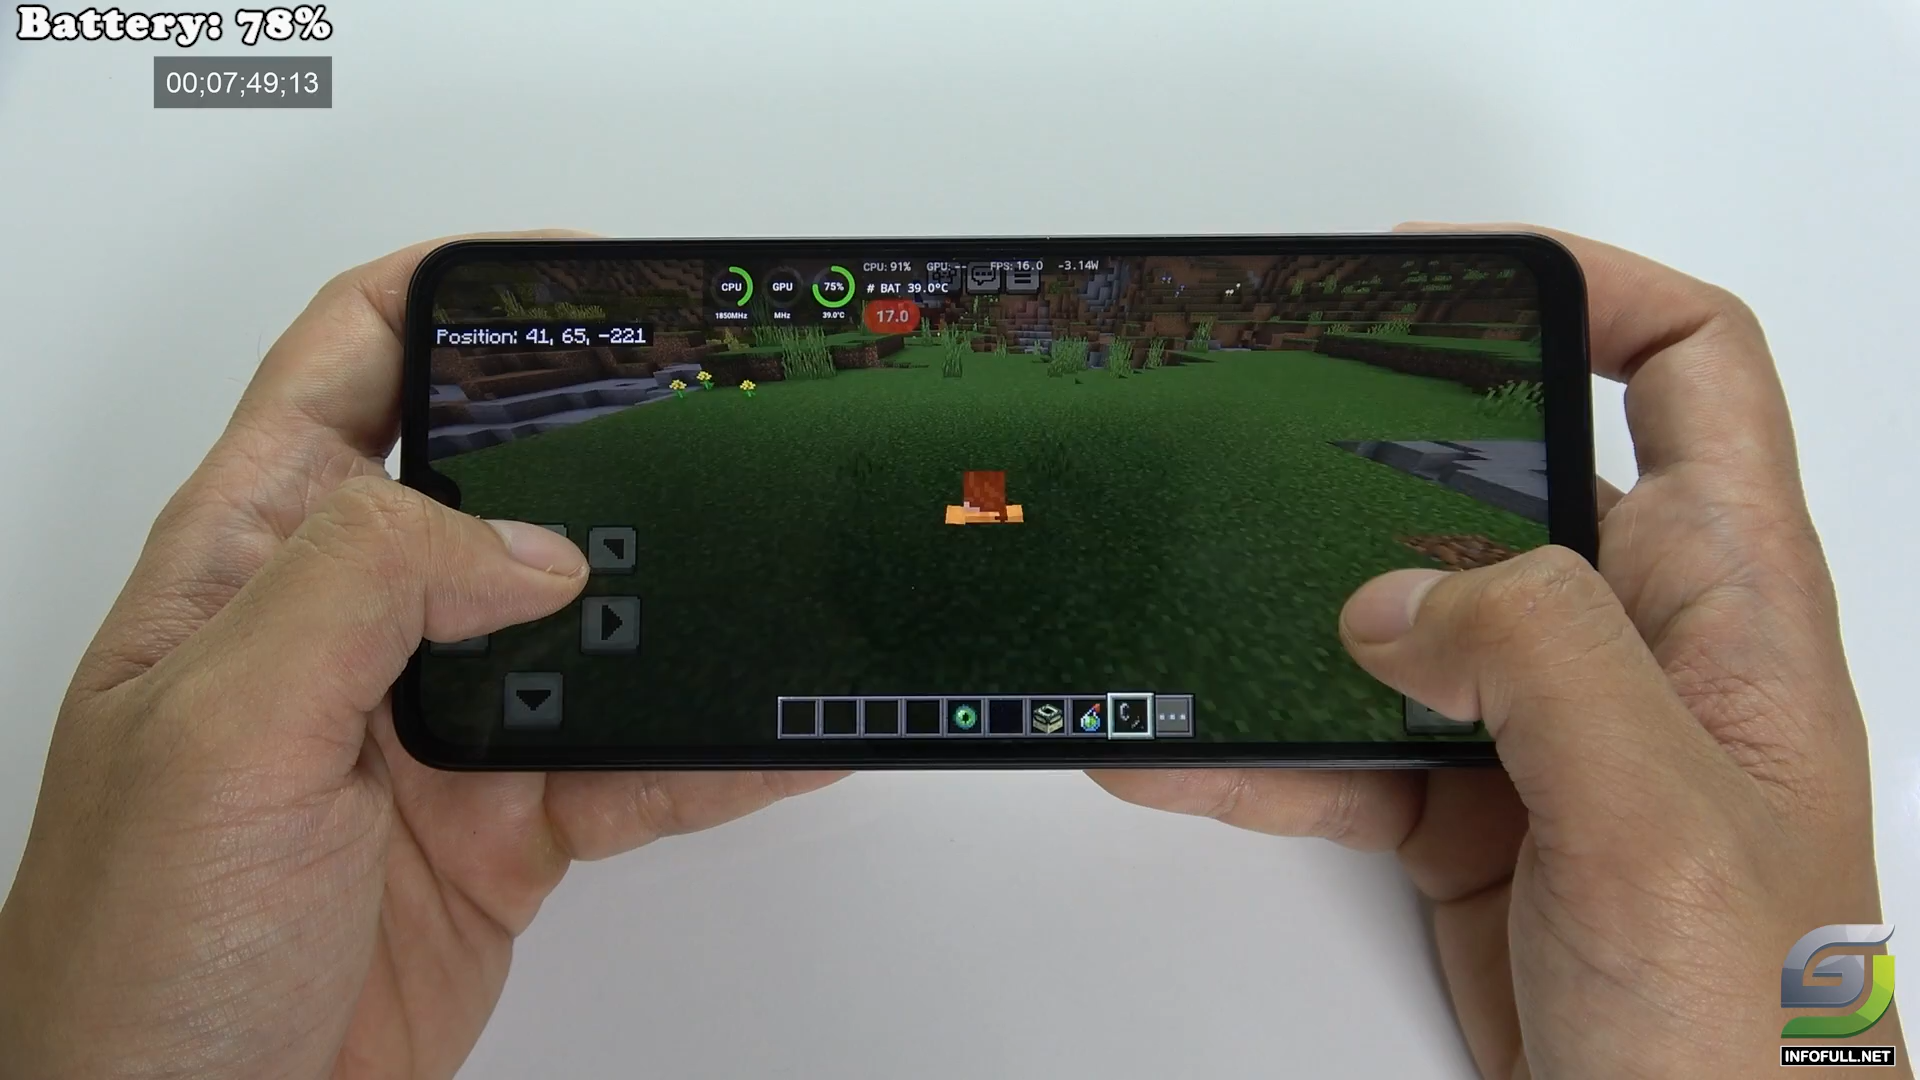 Battery: 78%
00;07;49;13
CPU: 91% GPU: -- FPS: 16.0 -3.14W
CPU GPU 75% # BAT 39.0°C
1850MHz MHz 39.0°C 17.0
Position: 41, 65, -221
INFOFULL.NET